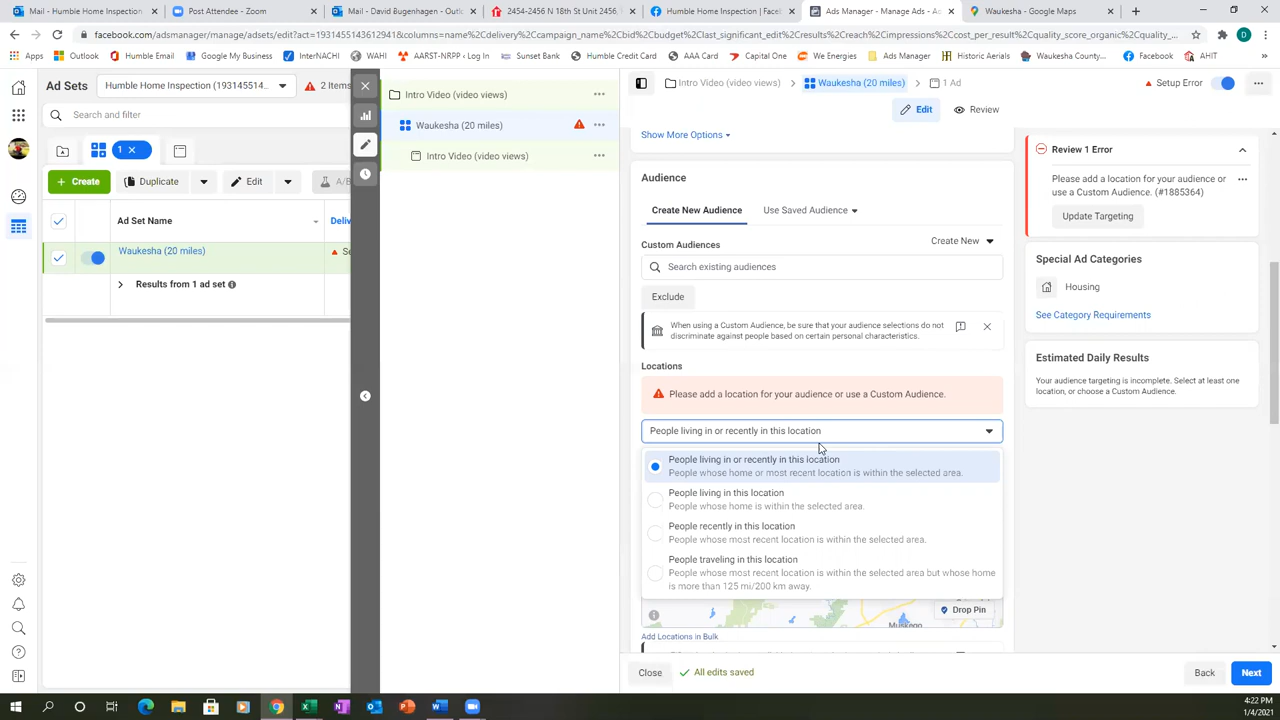 Mail - Humble Home Inspection
Post Attendee - Zoom
Mail - David Bugenhagen - Outlo
2454-2456 N 18th St Unit 2456,
Humble Home Inspection | Faceb
Ads Manager - Manage Ads - Ac
Waukesha - Google Maps
facebook.com/adsmanager/manage/adsets/edit?act=1931455143612941&columns=name%2Cdelivery%2Ccampaign_name%2Cbid%2Cbudget%2Clast_significant_edit%2Cresults%2Creach%2Cimpressions%2Ccost_per_result%2Cquality_score_organic%2Cquality_...
Apps
Outlook
Humble Email
Google My Business
InterNACHI
WAHI
AARST-NRPP - Log In
Humble Credit Card
AAA Card
Capital One
We Energies
Ads Manager
Historic Aerials
Waukesha County...
Facebook
AHIT
Ad Sets
Humble Home Inspection (1931455514...
2 Items
Search and filter
1
Create
Duplicate
Edit
A/B
Ad Set Name
Deliv
Waukesha (20 miles)
Se
Results from 1 ad set
Intro Video (video views)
Waukesha (20 miles)
Intro Video (video views)
Intro Video (video views)
Waukesha (20 miles)
1 Ad
Setup Error
Edit
Review
Show More Options
Audience
Create New Audience
Use Saved Audience
Custom Audiences
Create New
Search existing audiences
Exclude
When using a Custom Audience, be sure that your audience selections do not
discriminate against people based on certain personal characteristics.
Locations
Please add a location for your audience or use a Custom Audience.
People living in or recently in this location
People living in or recently in this location
People whose home or most recent location is within the selected area.
People living in this location
People whose home is within the selected area.
People recently in this location
People whose most recent location is within the selected area.
People traveling in this location
People whose most recent location is within the selected area but whose home
is more than 125 mi/200 km away.
Muskego
Drop Pin
Add Locations in Bulk
Close
All edits saved
Back
Next
Review 1 Error
Please add a location for your audience or
use a Custom Audience. (#1885364)
Update Targeting
Special Ad Categories
Housing
See Category Requirements
Estimated Daily Results
Your audience targeting is incomplete. Select at least one
location, or choose a Custom Audience.
4:22 PM
1/4/2021